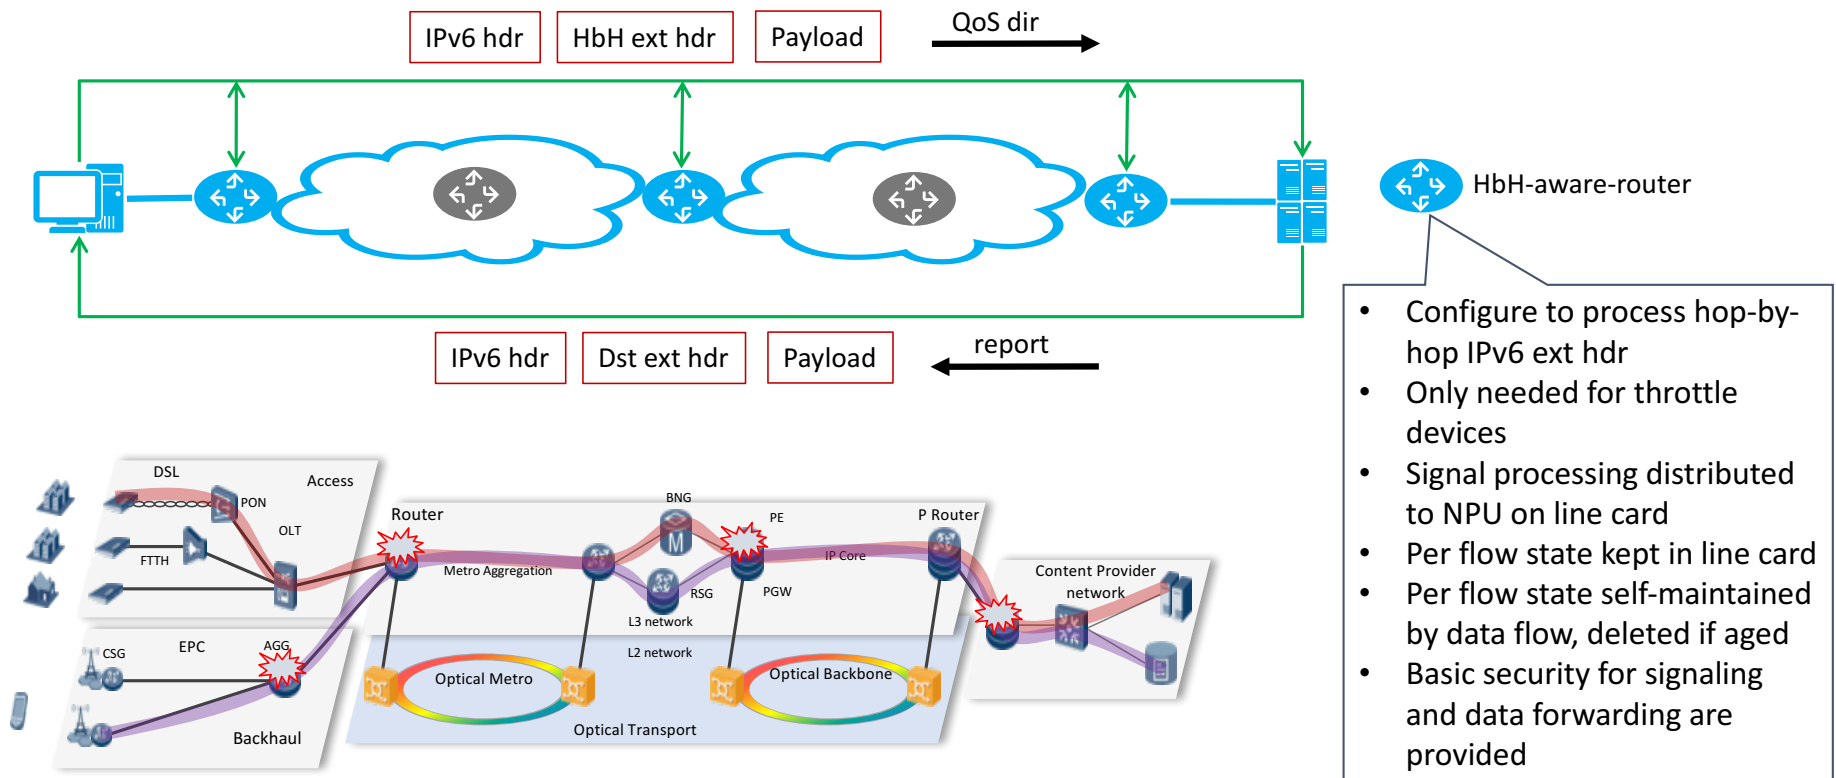 IPv6 hdr
HbH ext hdr
Payload
QoS dir
HbH-aware-router
IPv6 hdr
Dst ext hdr
Payload
report
• Configure to process hop-by-
hop IPv6 ext hdr
• Only needed for throttle
devices
• Signal processing distributed
to NPU on line card
• Per flow state kept in line card
• Per flow state self-maintained
by data flow, deleted if aged
• Basic security for signaling
and data forwarding are
provided
DSL
Access
PON
OLT
FTTH
EPC
CSG
AGG
Backhaul
Router
BNG
PE
P Router
M
Metro Aggregation
IP Core
RSG
PGW
L3 network
L2 network
Optical Metro
Optical Backbone
Optical Transport
Content Provider
network